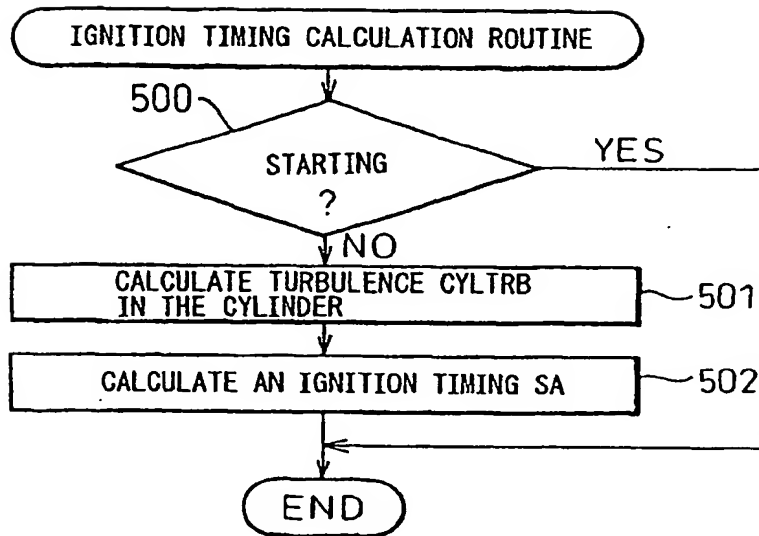 IGNITION TIMING CALCULATION ROUTINE
500
STARTING
?
YES
NO
CALCULATE TURBULENCE CYLTRB
IN THE CYLINDER
501
CALCULATE AN IGNITION TIMING SA
502
END